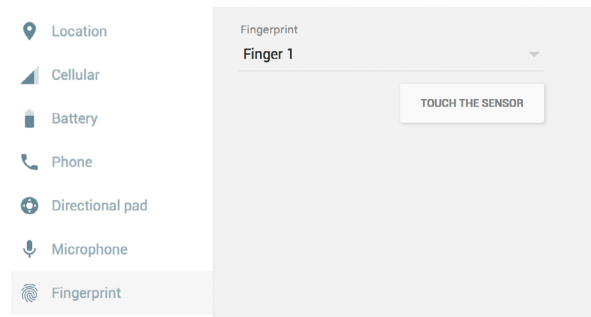 Location
Cellular
Battery
Phone
Directional pad
Microphone
Fingerprint
Fingerprint
Finger 1
TOUCH THE SENSOR